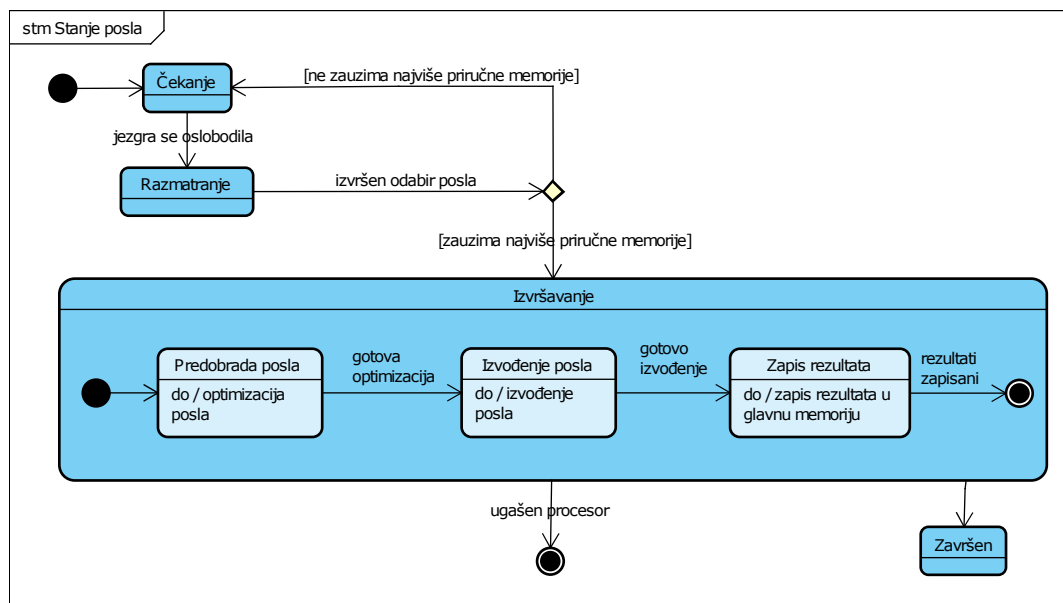 stm Stanje posla
Čekanje
[ne zauzima najviše priručne memorije]
jezgra se oslobodila
Razmatranje
izvršen odabir posla
[zauzima najviše priručne memorije]
Izvršavanje
Predobrada posla
do / optimizacija
posla
gotova
optimizacija
Izvođenje posla
do / izvođenje
posla
gotovo
izvođenje
Zapis rezultata
do / zapis rezultata u
glavnu memoriju
rezultati
zapisani
ugašen procesor
Završen